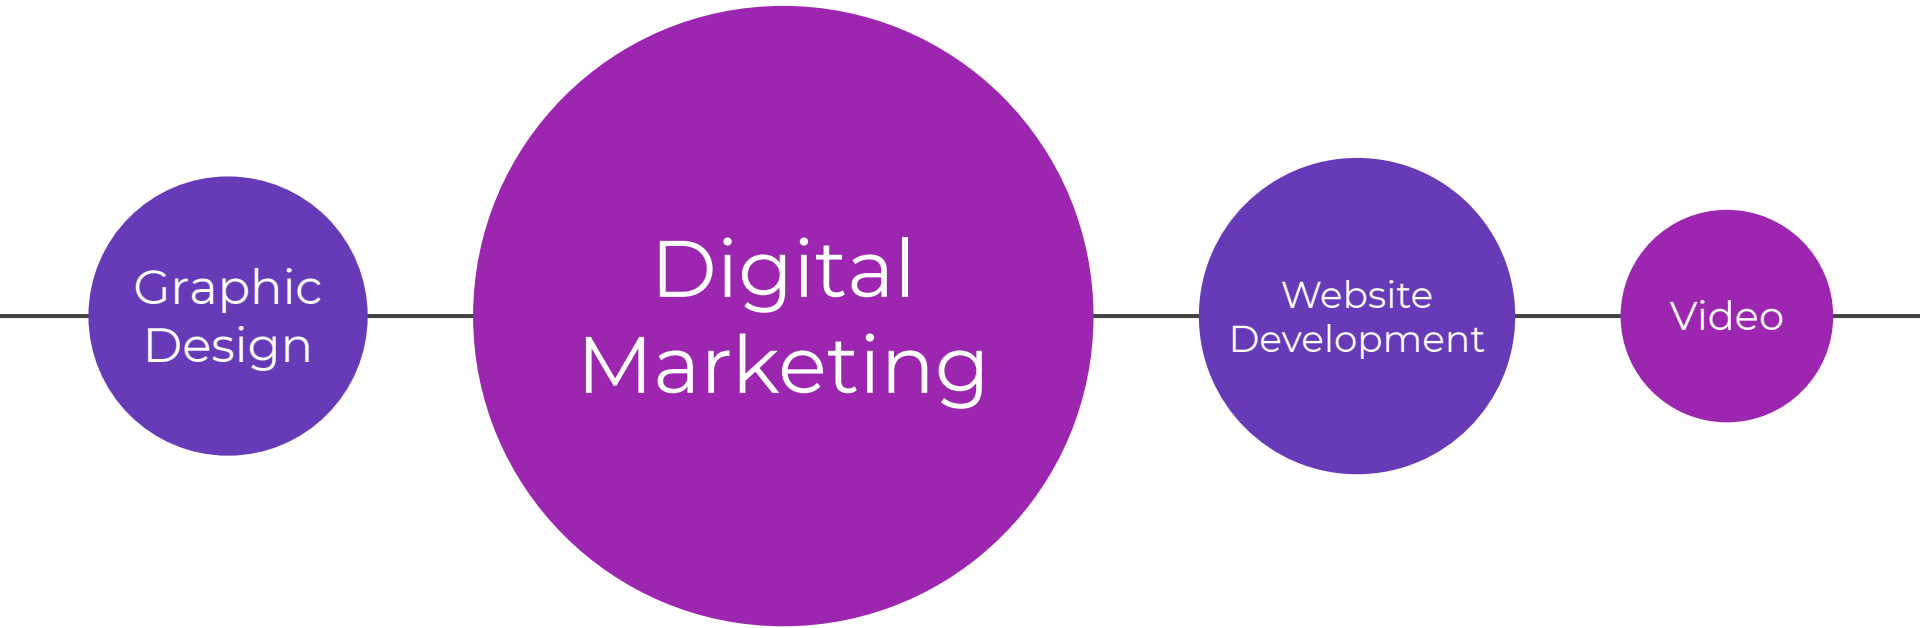 Graphic
Design
Digital
Marketing
Website
Development
Video